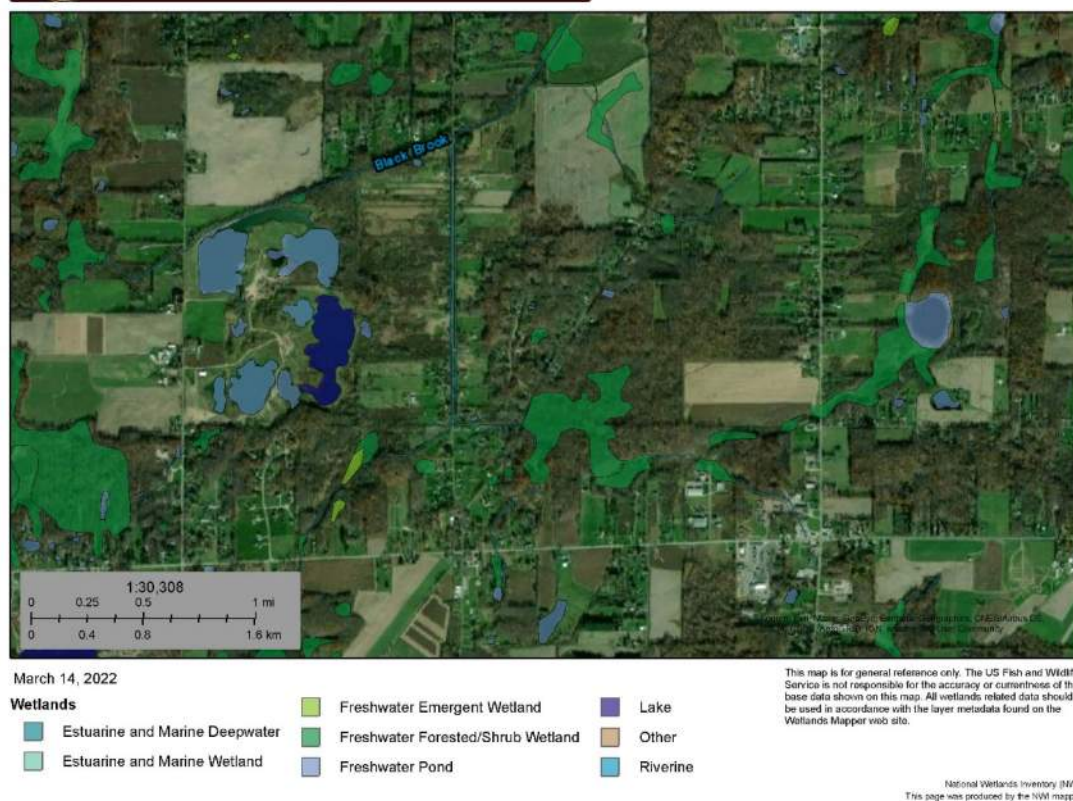 Black Brook
1:30,308
0 0.25 0.5 1 mi
0 0.4 0.8 1.6 km
March 14, 2022
Wetlands
Estuarine and Marine Deepwater
Estuarine and Marine Wetland
Freshwater Emergent Wetland
Freshwater Forested/Shrub Wetland
Freshwater Pond
Lake
Other
Riverine
This map is for general reference only. The US Fish and Wildli
Service is not responsible for the accuracy or currentness of th
base data shown on this map. All wetlands related data should
be used in accordance with the layer metadata found on the
Wetlands Mapper web site.
National Wetlands Inventory (NW
This page was produced by the NWI mapp